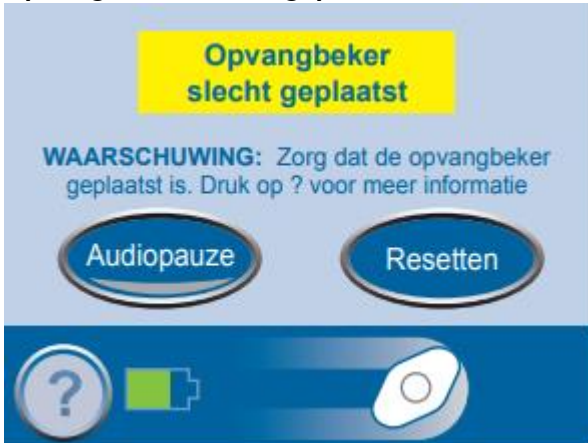 Opvangbeker
slecht geplaatst
WAARSCHUWING: Zorg dat de opvangbeker
geplaatst is. Druk op ? voor meer informatie
Audiopauze Resetten
?